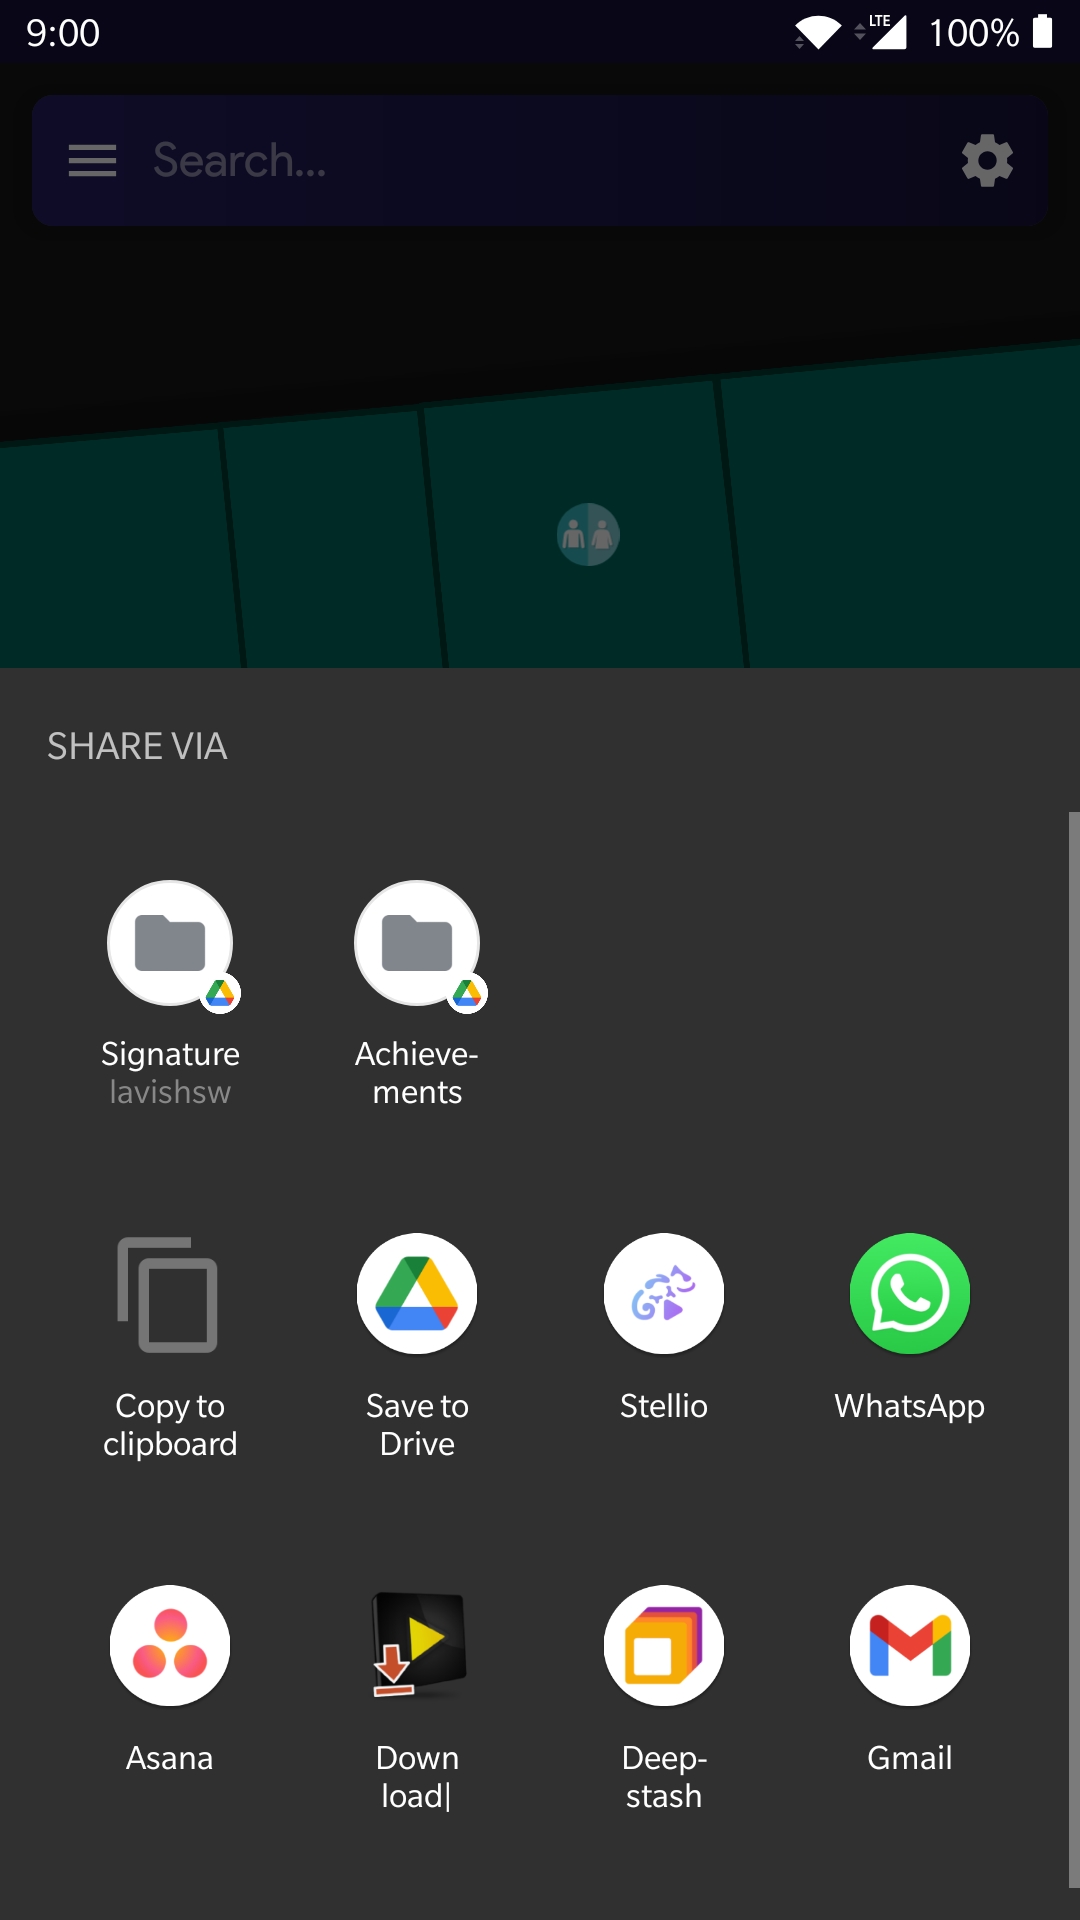 9:00
LTE
100%
Search...
SHARE VIA
Signature
lavishsw
Achieve-
ments
Copy to
clipboard
Save to
Drive
Stellio
WhatsApp
Asana
Down
load|
Deep-
stash
Gmail